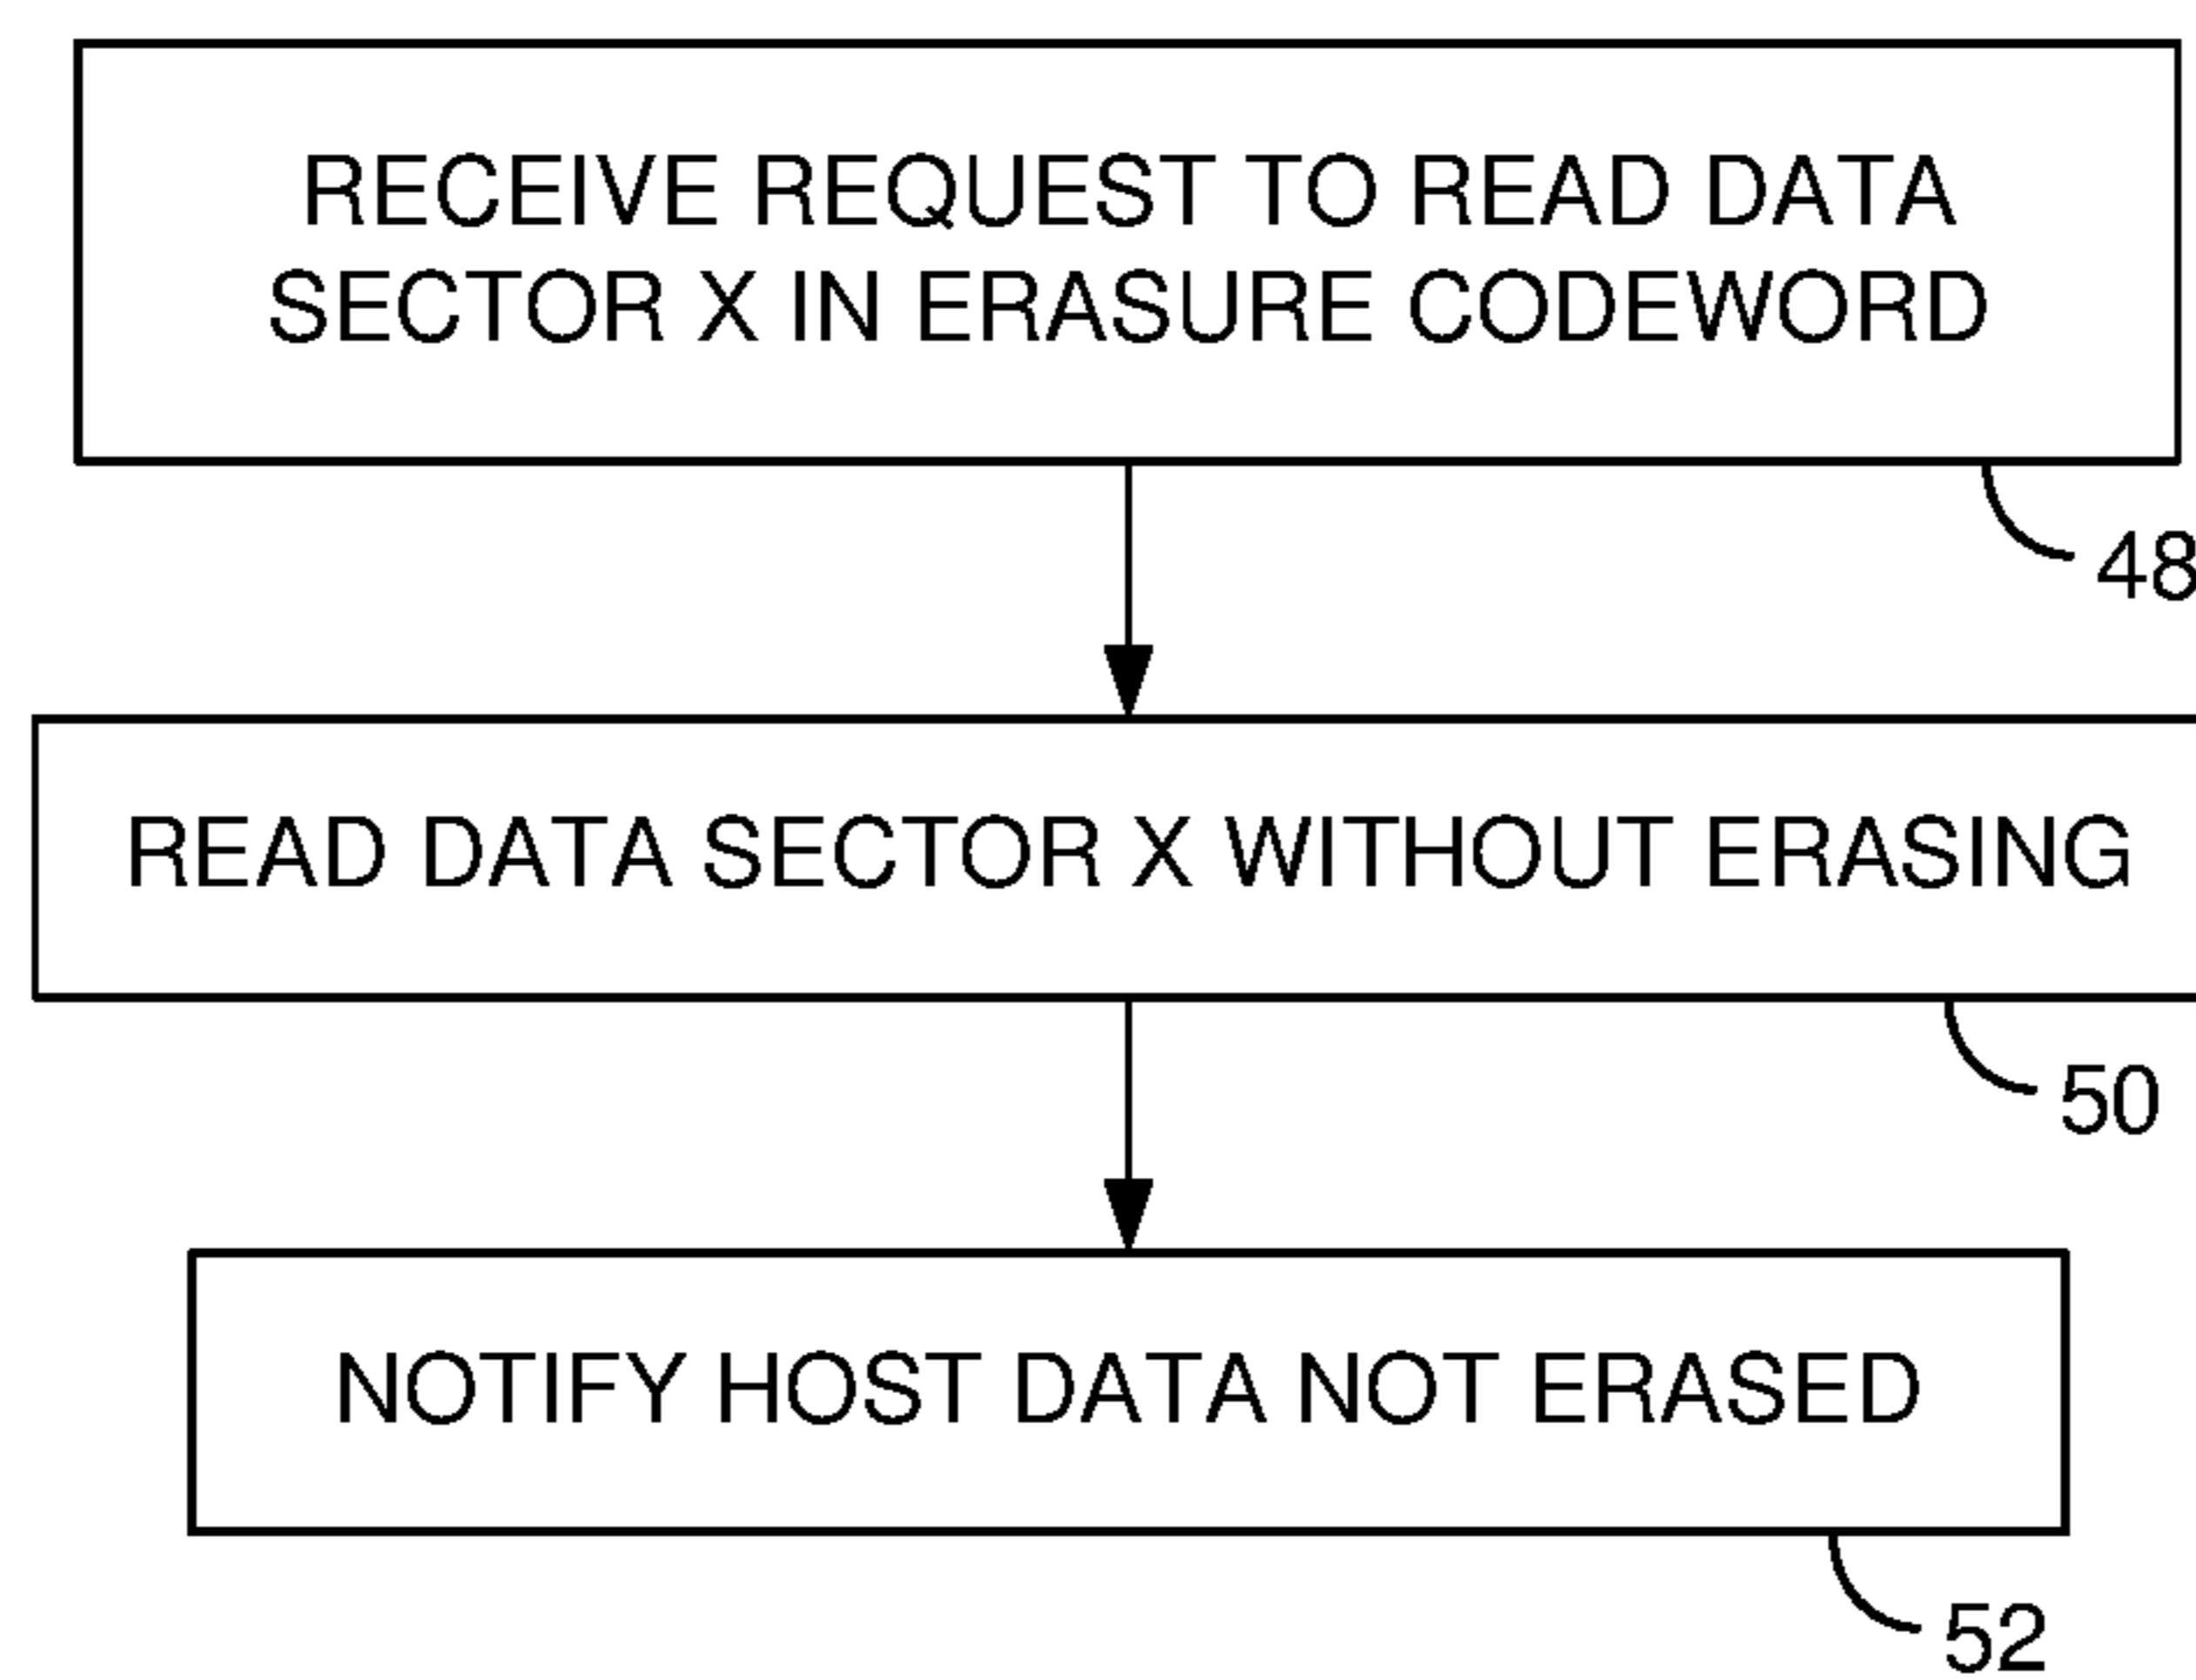 RECEIVE REQUEST TO READ DATA
SECTOR X IN ERASURE CODEWORD
48
READ DATA SECTOR X WITHOUT ERASING
50
NOTIFY HOST DATA NOT ERASED
52